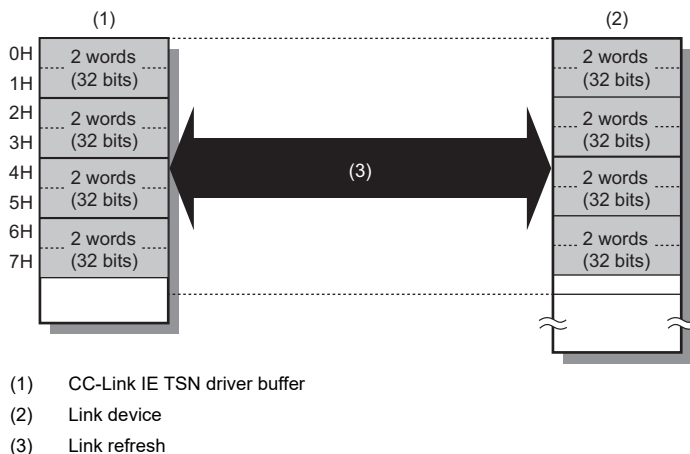 (1) (2)
0H 2 words 2 words
1H (32 bits) (32 bits)
2H 2 words 2 words
3H (32 bits) (32 bits)
(3)
4H 2 words 2 words
5H (32 bits) (32 bits)
6H 2 words 2 words
7H (32 bits) (32 bits)
(1) CC-Link IE TSN driver buffer
(2) Link device
(3) Link refresh